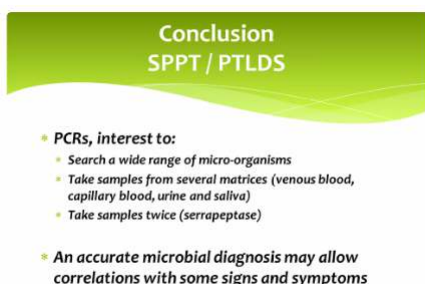 Conclusion
SPPT / PTLDS
* PCRs, interest to:
* Search a wide range of micro-organisms
* Take samples from several matrices (venous blood,
capillary blood, urine and saliva)
* Take samples twice (serrapeptase)
* An accurate microbial diagnosis may allow
correlations with some signs and symptoms